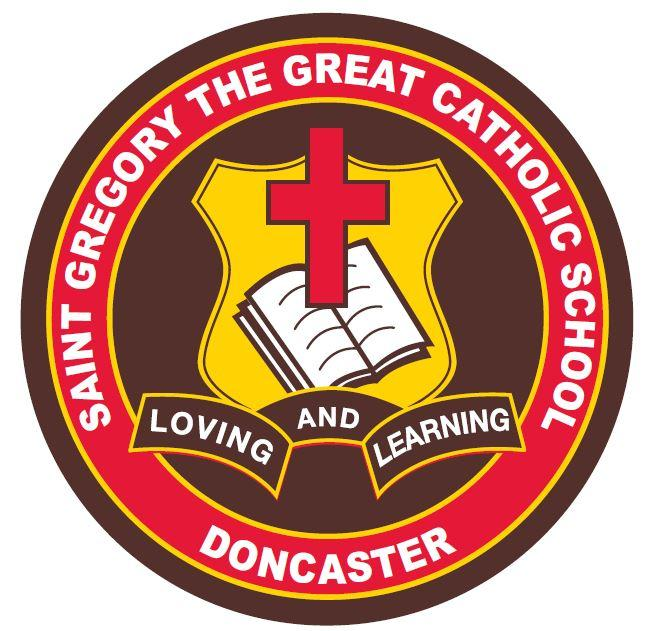 SAINT GREGORY THE GREAT CATHOLIC SCHOOL
LOVING AND LEARNING
DONCASTER